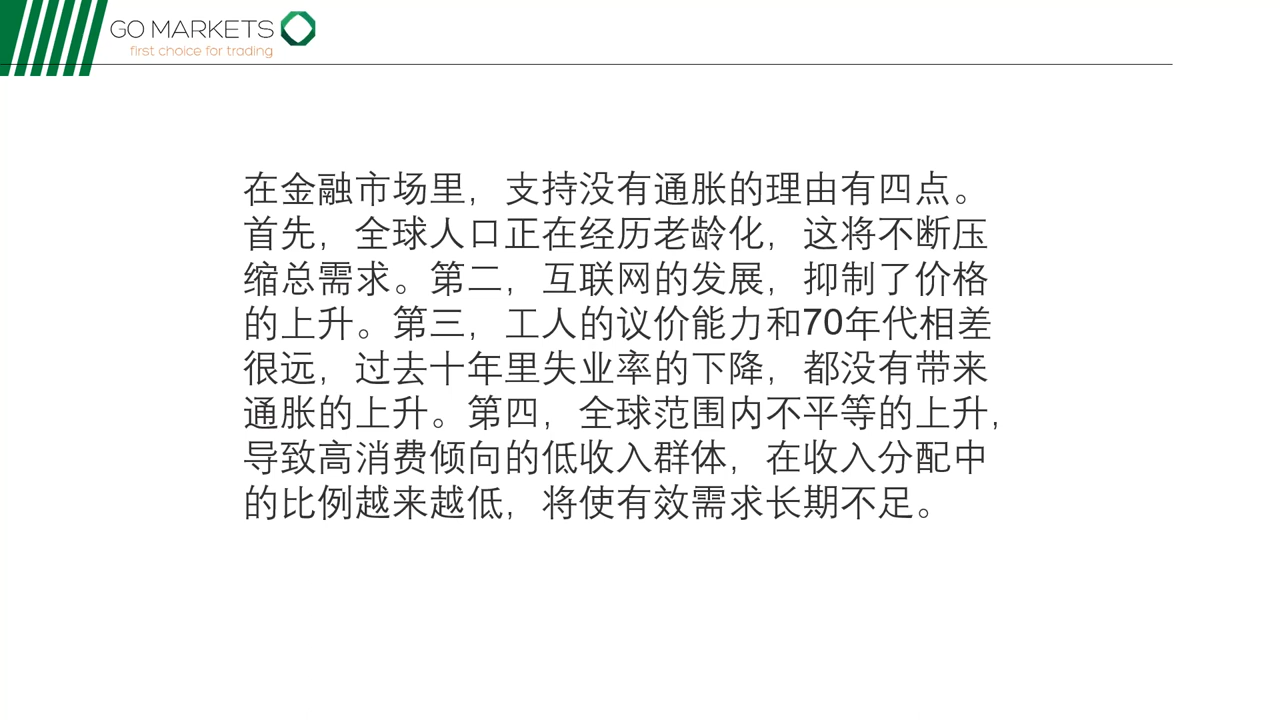 GO MARKETS
first choice for trading
在金融市场里，支持没有通胀的理由有四点。
首先，全球人口正在经历老龄化，这将不断压
缩总需求。第二，互联网的发展，抑制了价格
的上升。第三，工人的议价能力和70年代相差
很远，过去十年里失业率的下降，都没有带来
通胀的上升。第四，全球范围内不平等的上升，
导致高消费倾向的低收入群体，在收入分配中
的比例越来越低，将使有效需求长期不足。